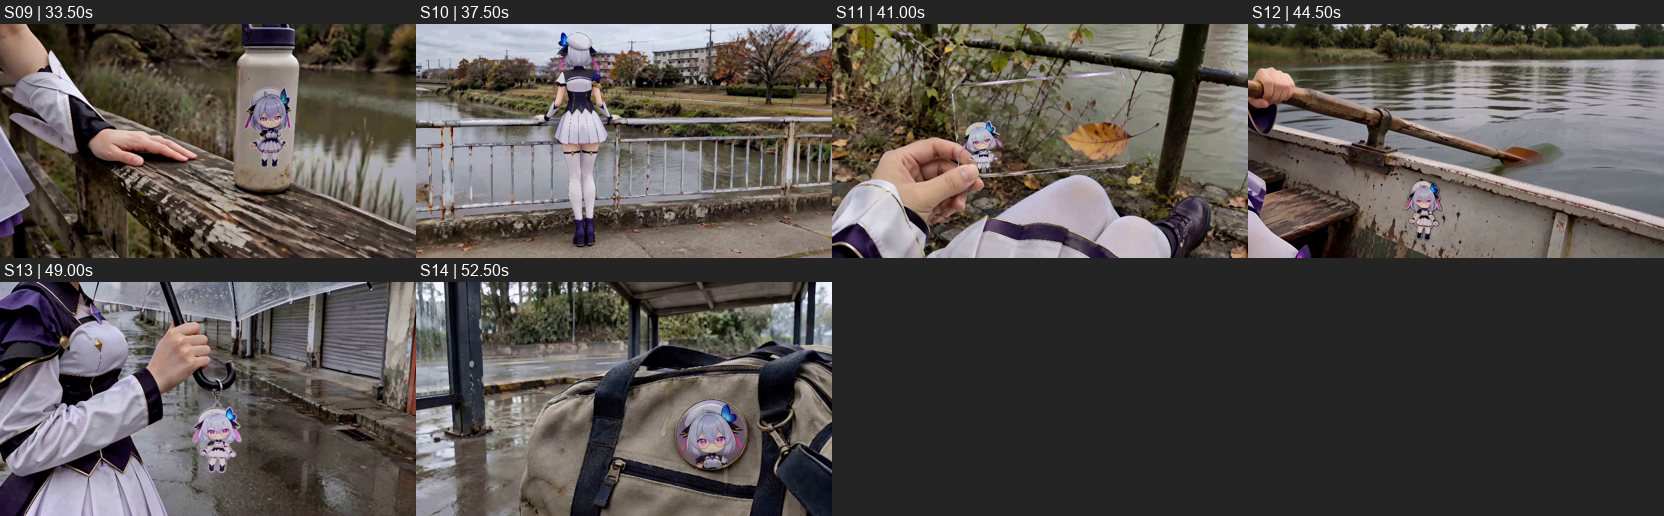 S09 | 33.50s
S10 | 37.50s
S11 | 41.00s
S12 | 44.50s
S13 | 49.00s
S14 | 52.50s